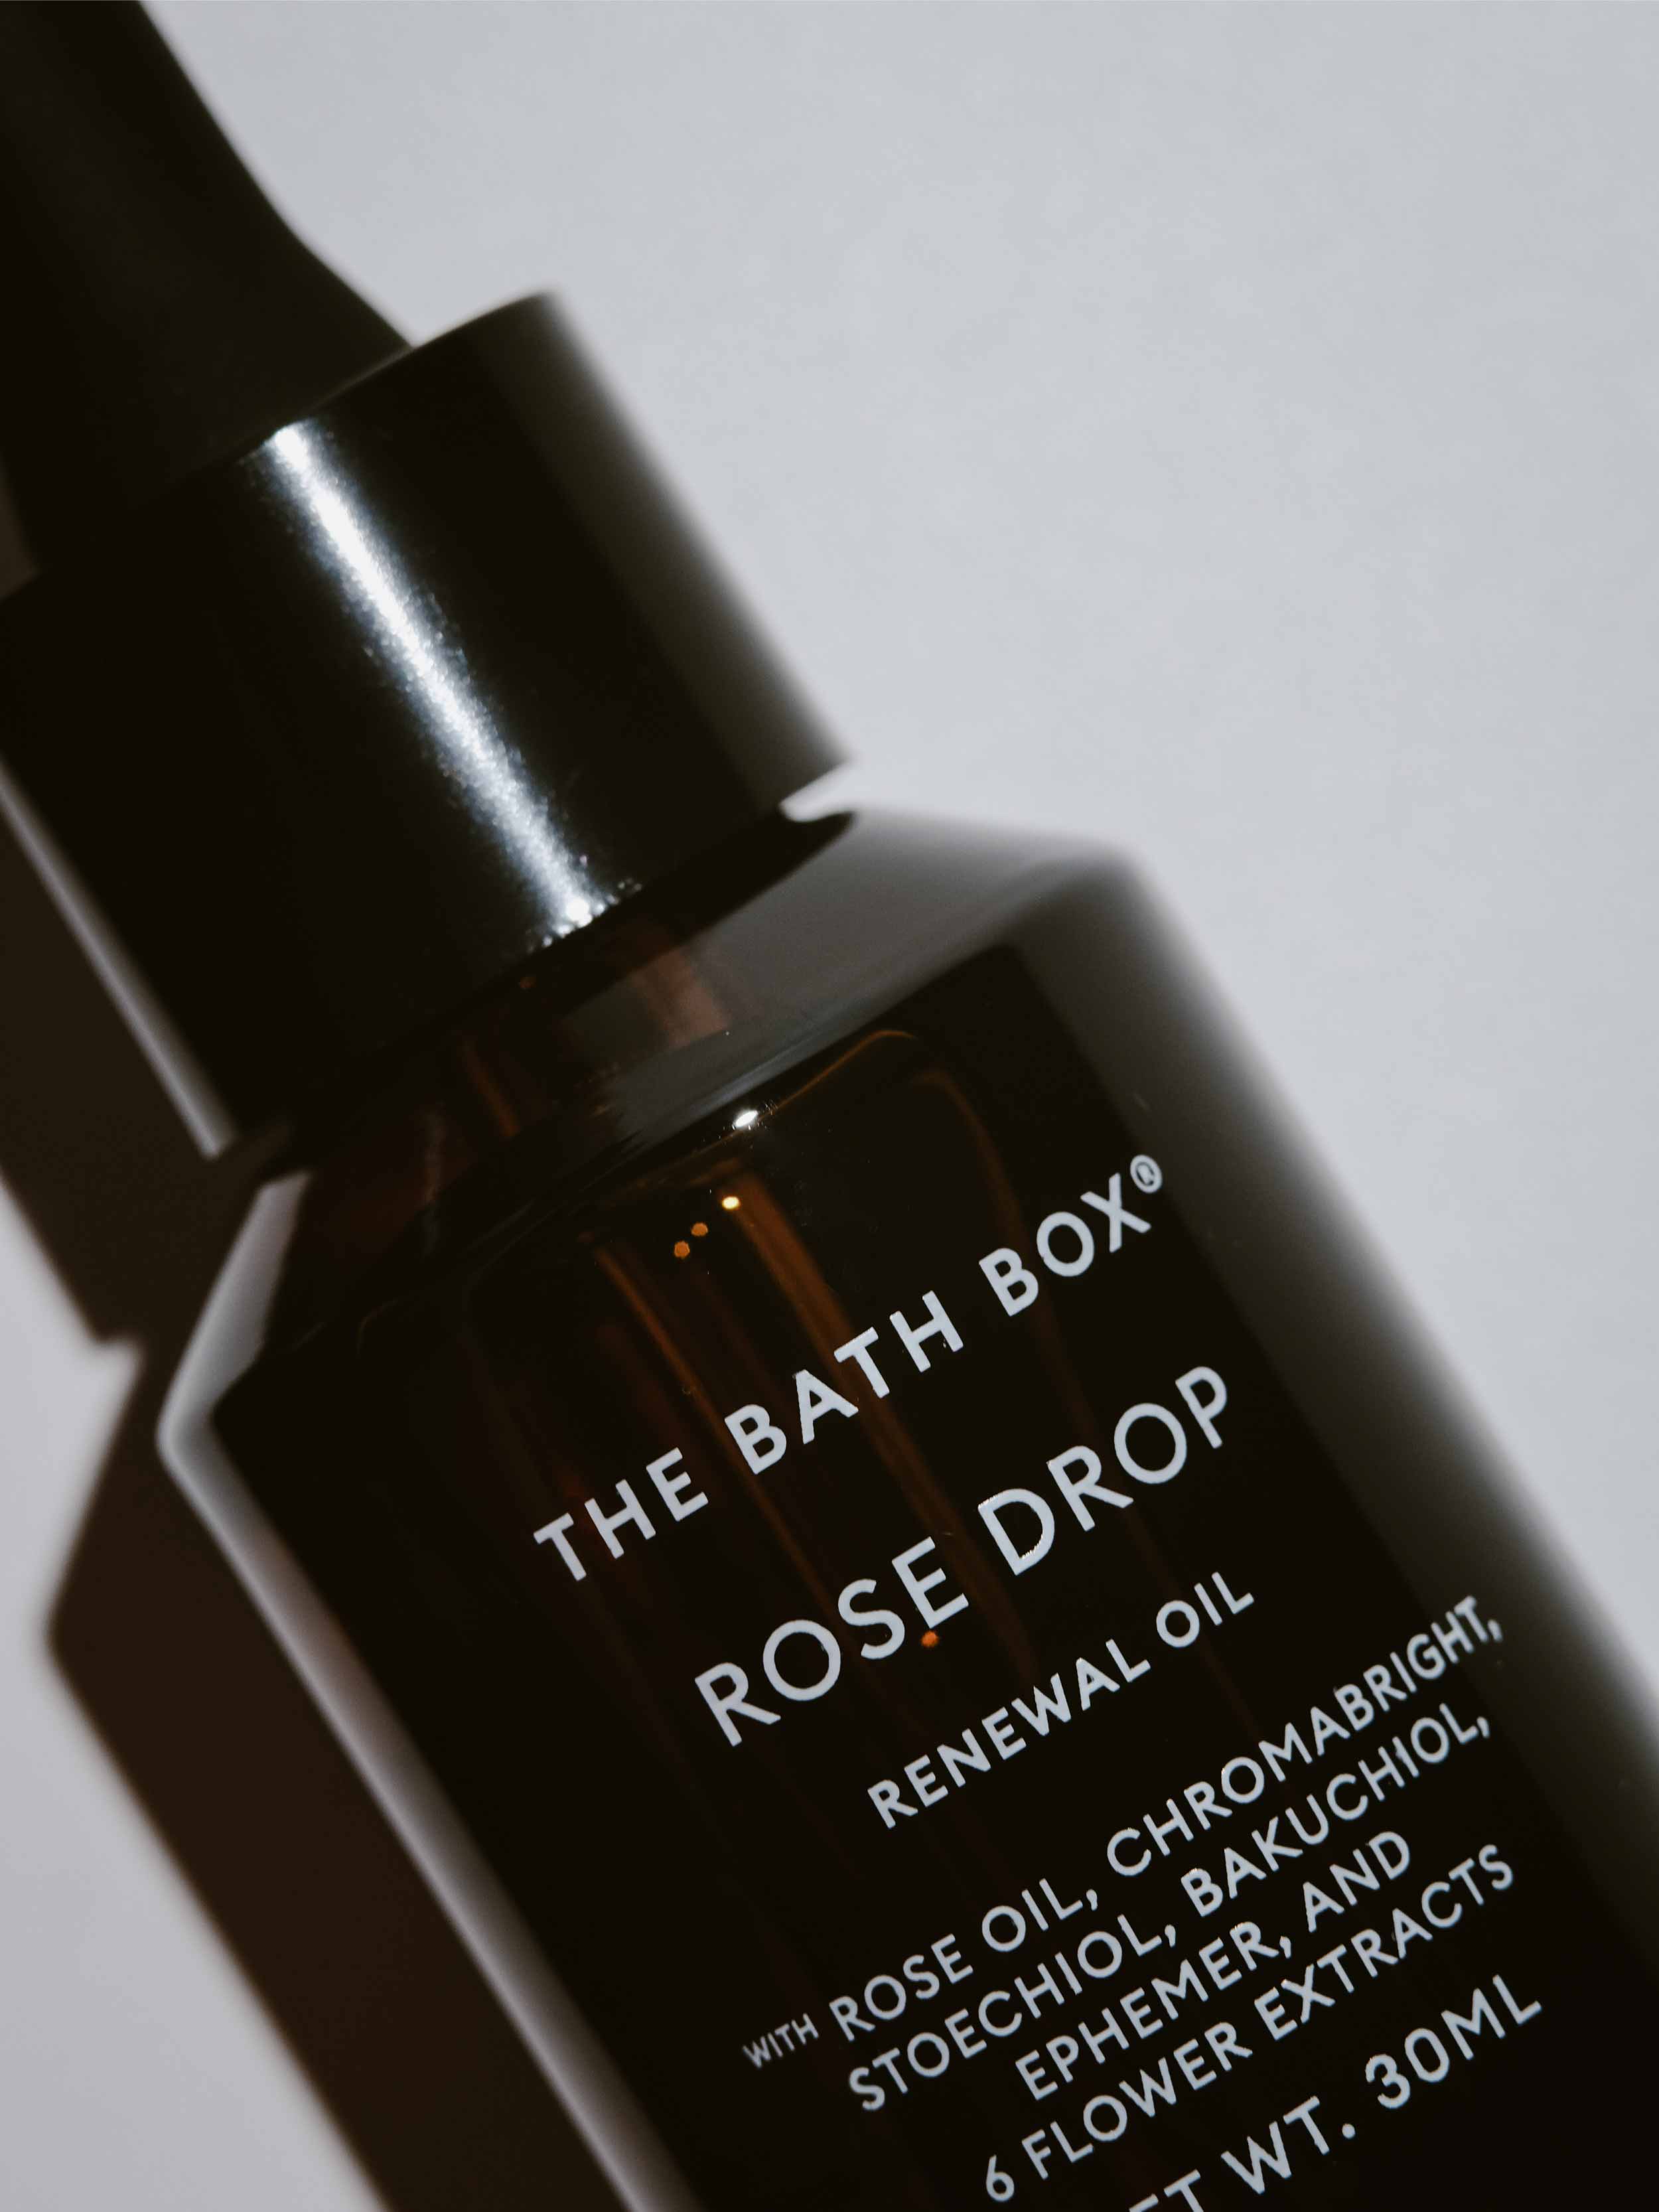 THE BATH BOX®
ROSE DROP
RENEWAL OIL
WITH ROSE OIL, CHROMABRIGHT,
STOECHIOL, BAKUCHIOL,
EPHEMER, AND
6 FLOWER EXTRACTS
WT. 30ML